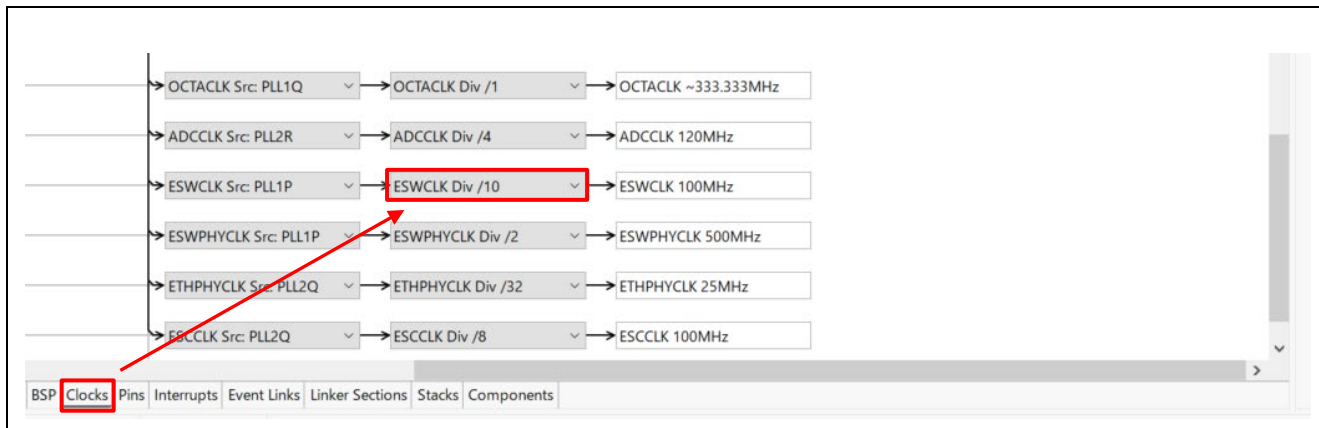 OCTACLK Src: PLL1Q OCTACLK Div /1 OCTACLK ~333.333MHz
ADCCLK Src: PLL2R ADCCLK Div /4 ADCCLK 120MHz
ESWCLK Src: PLL1P ESWCLK Div /10 ESWCLK 100MHz
ESWPHYCLK Src: PLL1P ESWPHYCLK Div /2 ESWPHYCLK 500MHz
ETHPHYCLK Src: PLL2Q ETHPHYCLK Div /32 ETHPHYCLK 25MHz
ESCCLK Src: PLL2Q ESCCLK Div /8 ESCCLK 100MHz
BSP Clocks Pins Interrupts Event Links Linker Sections Stacks Components